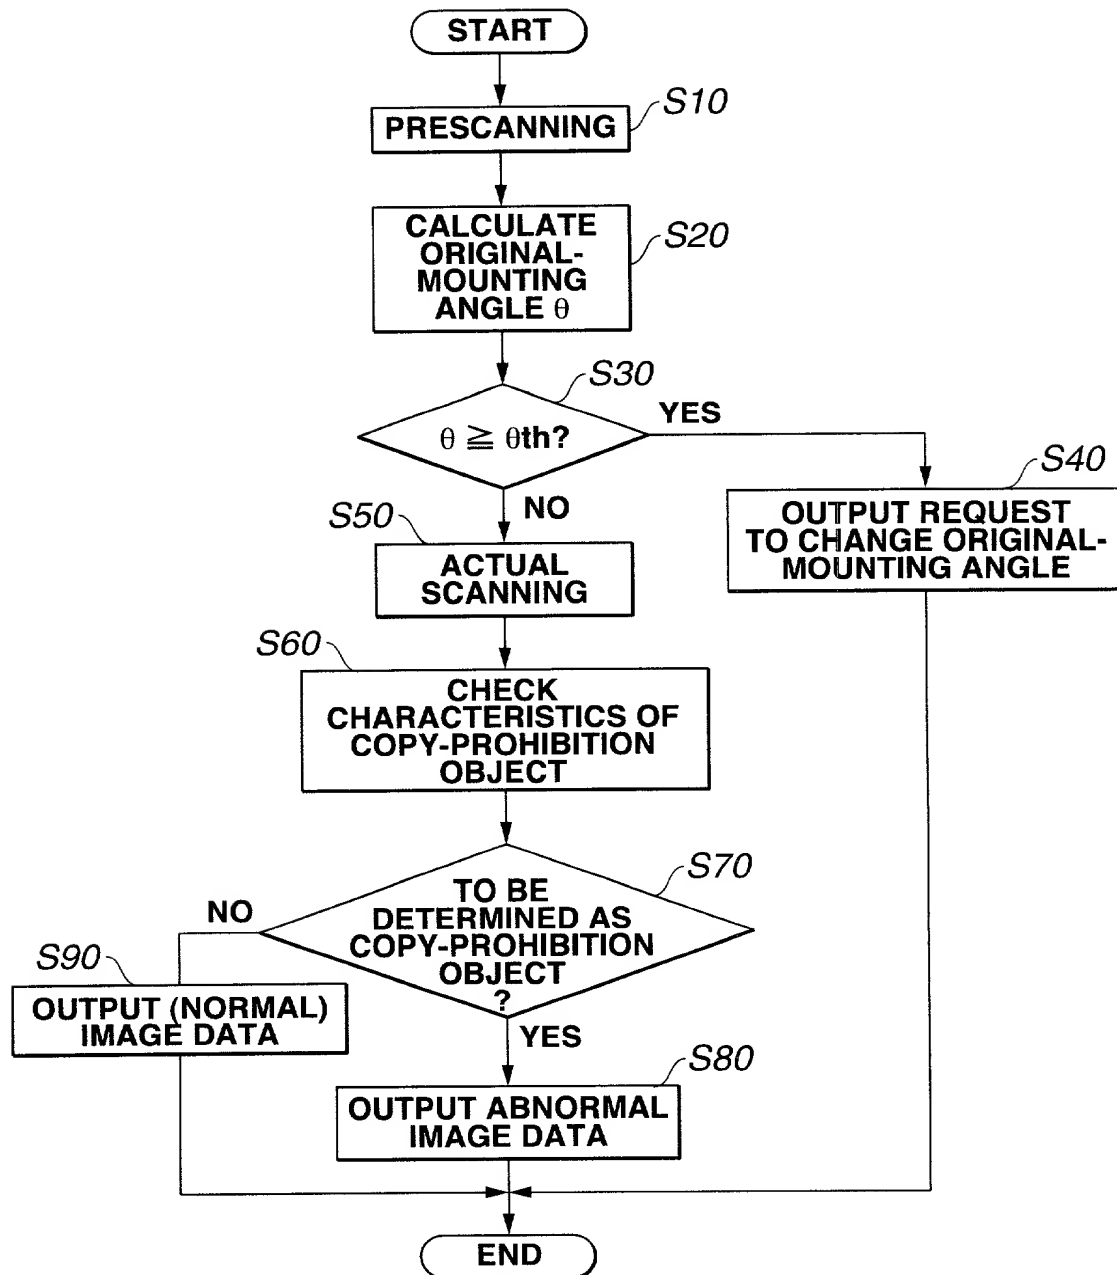 START
S10
PRESCANNING
S20
CALCULATE
ORIGINAL-
MOUNTING
ANGLE θ
S30
θ ≧ θth?
YES
NO
S40
OUTPUT REQUEST
TO CHANGE ORIGINAL-
MOUNTING ANGLE
S50
ACTUAL
SCANNING
S60
CHECK
CHARACTERISTICS OF
COPY-PROHIBITION
OBJECT
S70
TO BE
DETERMINED AS
COPY-PROHIBITION
OBJECT
?
NO
YES
S90
OUTPUT (NORMAL)
IMAGE DATA
S80
OUTPUT ABNORMAL
IMAGE DATA
END